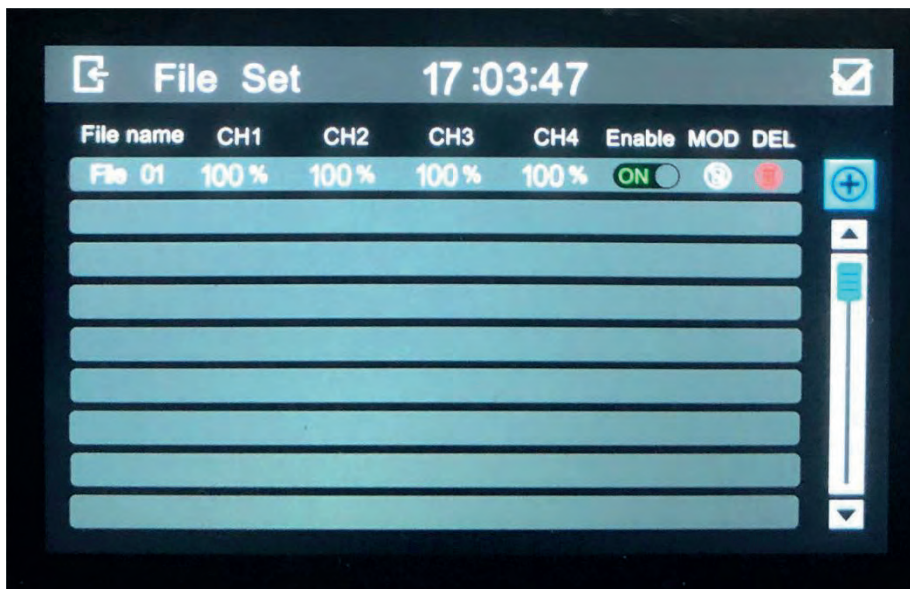 File Set 17:03:47
File name CH1 CH2 CH3 CH4 Enable MOD DEL
File 01 100% 100% 100% 100% ON